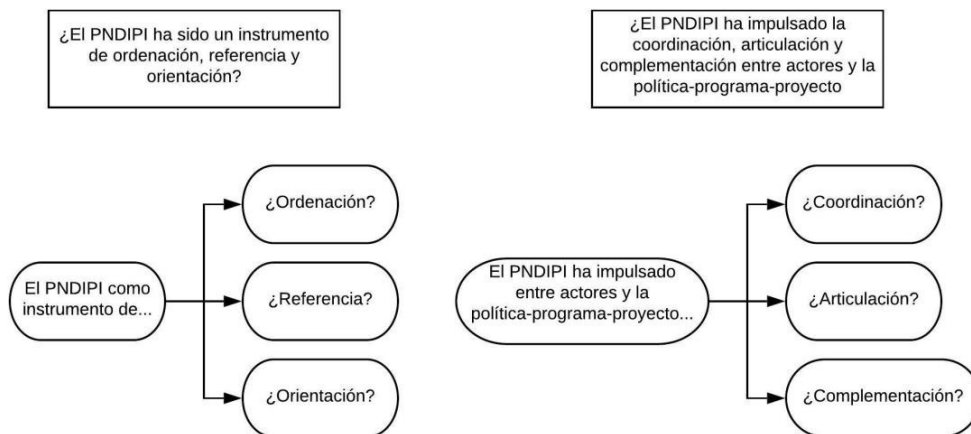 ¿El PNDIPI ha sido un instrumento
de ordenación, referencia y
orientación?
¿El PNDIPI ha impulsado la
coordinación, articulación y
complementación entre actores y la
política-programa-proyecto
El PNDIPI como
instrumento de...
¿Ordenación?
¿Referencia?
¿Orientación?
El PNDIPI ha impulsado
entre actores y la
política-programa-proyecto...
¿Coordinación?
¿Articulación?
¿Complementación?